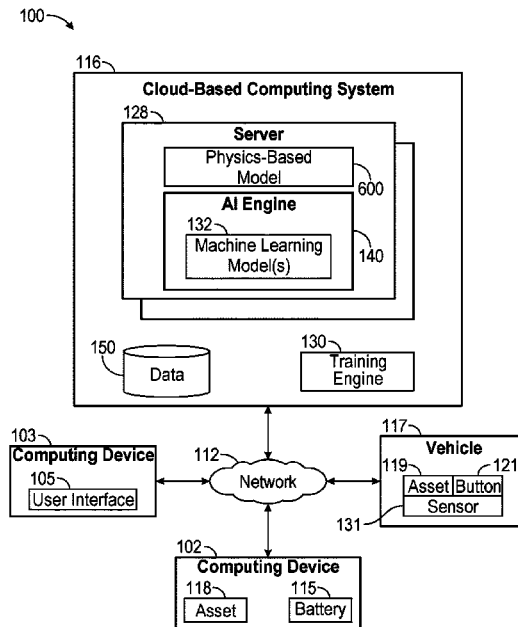 100
116
Cloud-Based Computing System
128
Server
Physics-Based
Model
600
AI Engine
132
Machine Learning
Model(s)
140
150
Data
130
Training
Engine
103
Computing Device
105
User Interface
112
Network
117
Vehicle
119
121
Asset
Button
Sensor
131
102
Computing Device
118
Asset
115
Battery